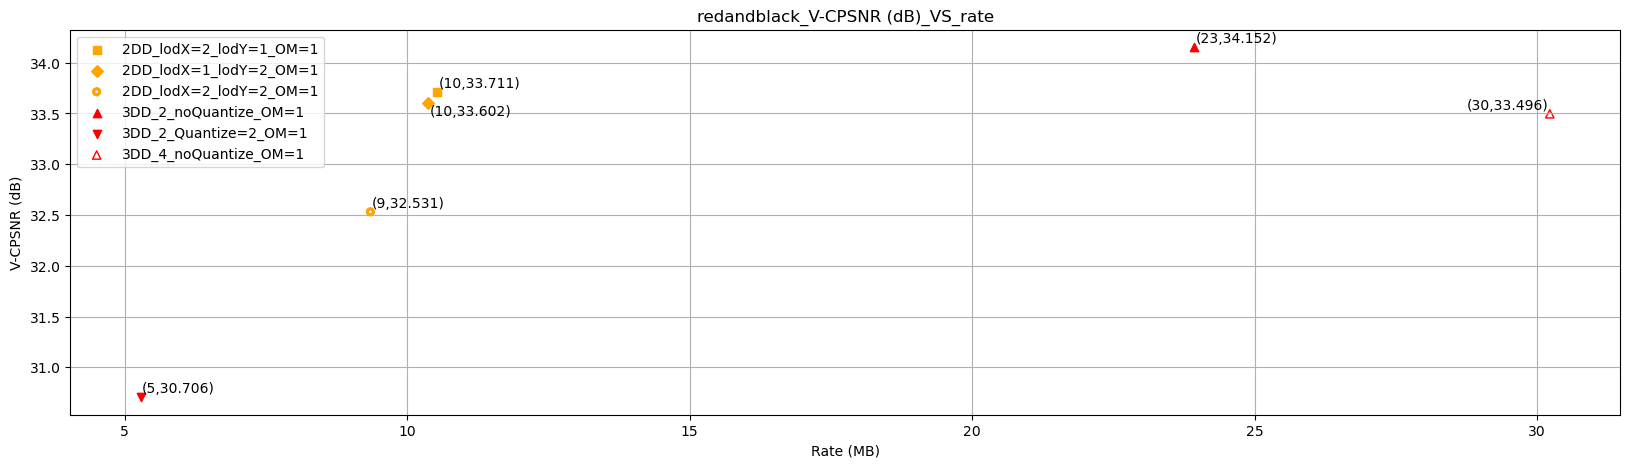 redandblack_V-CPSNR (dB)_VS_rate
2DD_lodX=2_lodY=1_OM=1
2DD_lodX=1_lodY=2_OM=1
2DD_lodX=2_lodY=2_OM=1
3DD_2_noQuantize_OM=1
3DD_2_Quantize=2_OM=1
3DD_4_noQuantize_OM=1
(23,34.152)
(10,33.711)
(10,33.602)
(30,33.496)
(9,32.531)
(5,30.706)
V-CPSNR (dB)
34.0
33.5
33.0
32.5
32.0
31.5
31.0
5 10 15 20 25 30
Rate (MB)